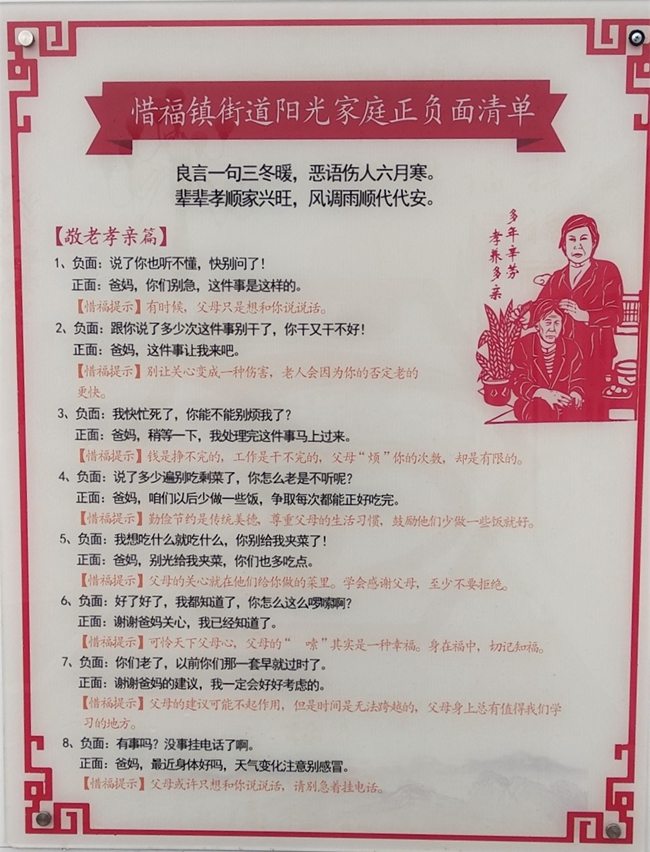 惜福镇街道阳光家庭正负面清单
良言一句三冬暖，恶语伤人六月寒。
辈辈孝顺家兴旺，风调雨顺代代安。
多年辛劳
孝养多亲
【敬老孝亲篇】
1、负面：说了你也听不懂，快别问了！
正面：爸妈，你们别急，这件事是这样的。
【惜福提示】有时候，父母只是想和你说说话。
2、负面：跟你说了多少次这件事别干了，你干又干不好！
正面：爸妈，这件事让我来吧。
【惜福提示】别让关心变成一种伤害，老人会因为你的否定老的
更快。
3、负面：我快忙死了，你能不能别烦我了？
正面：爸妈，稍等一下，我处理完这件事马上过来。
【惜福提示】钱是挣不完的，工作是干不完的，父母“烦”你的次数，却是有限的。
4、负面：说了多少遍别吃剩菜了，你怎么老是不听呢？
正面：爸妈，咱们以后少做一些饭，争取每次都能正好吃完。
【惜福提示】勤俭节约是传统美德，尊重父母的生活习惯，鼓励他们少做一些饭就好。
5、负面：我想吃什么就吃什么，你别给我夹菜了！
正面：爸妈，别光给我夹菜，你们也多吃点。
【惜福提示】父母的关心就在他们给你做的菜里。学会感谢父母，至少不要拒绝。
6、负面：好了好了，我都知道了，你怎么这么啰嗦啊？
正面：谢谢爸妈关心，我已经知道了。
【惜福提示】可怜天下父母心，父母的“ 嗦”其实是一种幸福。身在福中，切记知福。
7、负面：你们老了，以前你们那一套早就过时了。
正面：谢谢爸妈的建议，我一定会好好考虑的。
【惜福提示】父母的建议可能不起作用，但是时间是无法跨越的，父母身上总有值得我们学
习的地方。
8、负面：有事吗？没事挂电话了啊。
正面：爸妈，最近身体好吗，天气变化注意别感冒。
【惜福提示】父母或许只想和你说说话，请别急着挂电话。